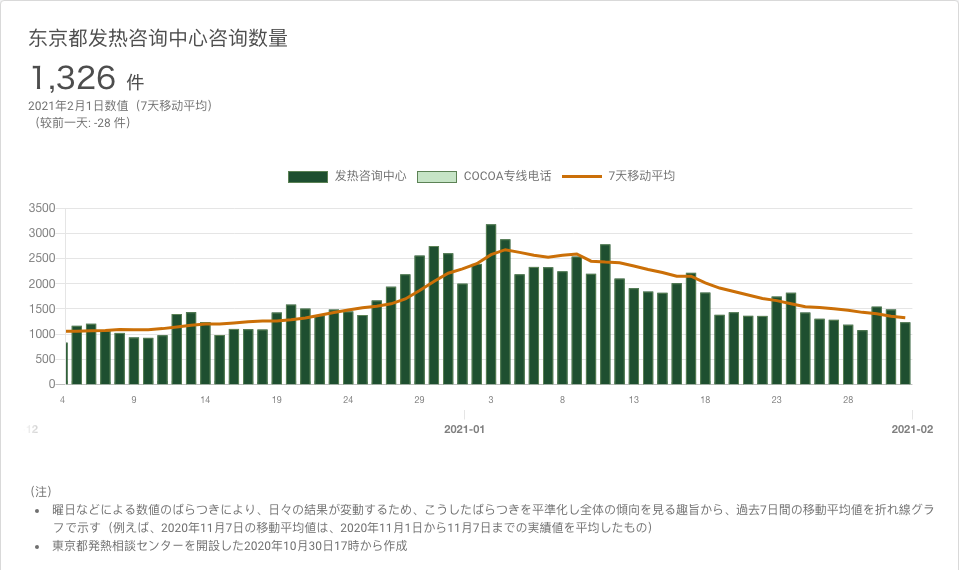 东京都发热咨询中心咨询数量
1,326 件
2021年2月1日数值（7天移动平均）
（较前一天: -28 件）
发热咨询中心 COCOA专线电话 7天移动平均
3500
3000
2500
2000
1500
1000
500
0
4 9 14 19 24 29 3 8 13 18 23 28
12 2021-01 2021-02
（注）
• 曜日などによる数値のばらつきにより、日々の結果が変動するため、こうしたばらつきを平準化し全体の傾向を見る趣旨から、過去7日間の移動平均値を折れ線グラ
フで示す（例えば、2020年11月7日の移動平均値は、2020年11月1日から11月7日までの実績値を平均したもの）
• 東京都発熱相談センターを開設した2020年10月30日17時から作成